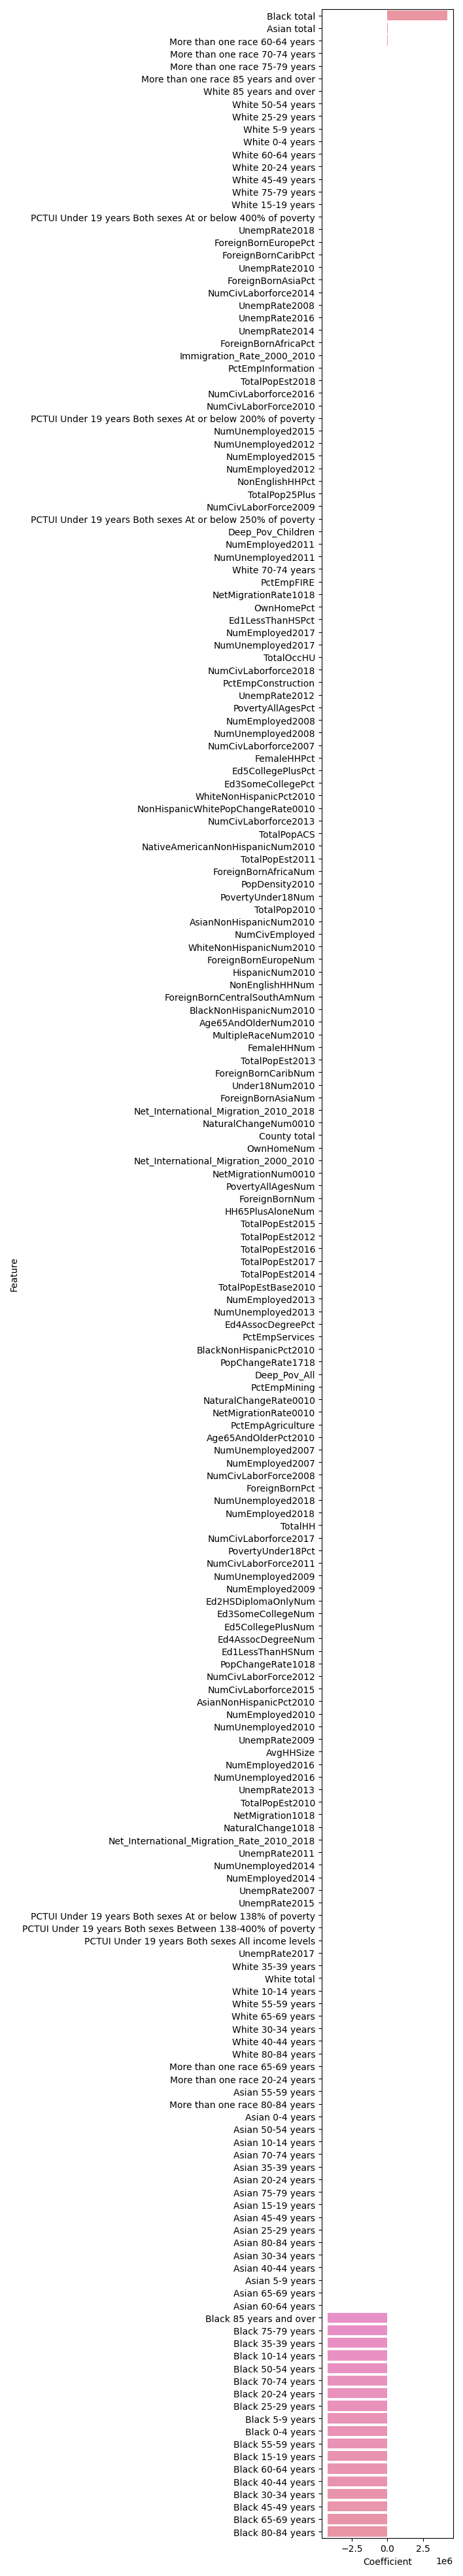 Black total
Asian total
More than one race 60-64 years
More than one race 70-74 years
More than one race 75-79 years
More than one race 85 years and over
White 85 years and over
White 50-54 years
White 25-29 years
White 5-9 years
White 0-4 years
White 60-64 years
White 20-24 years
White 45-49 years
White 75-79 years
White 15-19 years
PCTUI Under 19 years Both sexes At or below 400% of poverty
UnempRate2018
ForeignBornEuropePct
ForeignBornCaribPct
UnempRate2010
ForeignBornAsiaPct
NumCivLaborforce2014
UnempRate2008
UnempRate2016
UnempRate2014
ForeignBornAfricaPct
Immigration_Rate_2000_2010
PctEmpInformation
TotalPopEst2018
NumCivLaborforce2016
NumCivLaborForce2010
PCTUI Under 19 years Both sexes At or below 200% of poverty
NumUnemployed2015
NumUnemployed2012
NumEmployed2015
NumEmployed2012
NonEnglishHHPct
TotalPop25Plus
NumCivLaborForce2009
PCTUI Under 19 years Both sexes At or below 250% of poverty
Deep_Pov_Children
NumEmployed2011
NumUnemployed2011
White 70-74 years
PctEmpFIRE
NetMigrationRate1018
OwnHomePct
Ed1LessThanHSPct
NumEmployed2017
NumUnemployed2017
TotalOccHU
NumCivLaborforce2018
PctEmpConstruction
UnempRate2012
PovertyAllAgesPct
NumEmployed2008
NumUnemployed2008
NumCivLaborforce2007
FemaleHHPct
Ed5CollegePlusPct
Ed3SomeCollegePct
WhiteNonHispanicPct2010
NonHispanicWhitePopChangeRate0010
NumCivLaborforce2013
TotalPopACS
NativeAmericanNonHispanicNum2010
TotalPopEst2011
ForeignBornAfricaNum
PopDensity2010
PovertyUnder18Num
TotalPop2010
AsianNonHispanicNum2010
NumCivEmployed
WhiteNonHispanicNum2010
ForeignBornEuropeNum
HispanicNum2010
NonEnglishHHNum
ForeignBornCentralSouthAmNum
BlackNonHispanicNum2010
Age65AndOlderNum2010
MultipleRaceNum2010
FemaleHHNum
TotalPopEst2013
ForeignBornCaribNum
Under18Num2010
ForeignBornAsiaNum
Net_International_Migration_2010_2018
NaturalChangeNum0010
County total
OwnHomeNum
Net_International_Migration_2000_2010
NetMigrationNum0010
PovertyAllAgesNum
ForeignBornNum
HH65PlusAloneNum
TotalPopEst2015
TotalPopEst2012
TotalPopEst2016
TotalPopEst2017
TotalPopEst2014
TotalPopEstBase2010
NumEmployed2013
NumUnemployed2013
Ed4AssocDegreePct
PctEmpServices
BlackNonHispanicPct2010
PopChangeRate1718
Deep_Pov_All
PctEmpMining
NaturalChangeRate0010
NetMigrationRate0010
PctEmpAgriculture
Age65AndOlderPct2010
NumUnemployed2007
NumEmployed2007
NumCivLaborForce2008
ForeignBornPct
NumUnemployed2018
NumEmployed2018
TotalHH
NumCivLaborforce2017
PovertyUnder18Pct
NumCivLaborForce2011
NumUnemployed2009
NumEmployed2009
Ed2HSDiplomaOnlyNum
Ed3SomeCollegeNum
Ed5CollegePlusNum
Ed4AssocDegreeNum
Ed1LessThanHSNum
PopChangeRate1018
NumCivLaborForce2012
NumCivLaborforce2015
AsianNonHispanicPct2010
NumEmployed2010
NumUnemployed2010
UnempRate2009
AvgHHSize
NumEmployed2016
NumUnemployed2016
UnempRate2013
TotalPopEst2010
NetMigration1018
NaturalChange1018
Net_International_Migration_Rate_2010_2018
UnempRate2011
NumUnemployed2014
NumEmployed2014
UnempRate2007
UnempRate2015
PCTUI Under 19 years Both sexes At or below 138% of poverty
PCTUI Under 19 years Both sexes Between 138-400% of poverty
PCTUI Under 19 years Both sexes All income levels
UnempRate2017
White 35-39 years
White total
White 10-14 years
White 55-59 years
White 65-69 years
White 30-34 years
White 40-44 years
White 80-84 years
More than one race 65-69 years
More than one race 20-24 years
Asian 55-59 years
More than one race 80-84 years
Asian 0-4 years
Asian 50-54 years
Asian 10-14 years
Asian 70-74 years
Asian 35-39 years
Asian 20-24 years
Asian 75-79 years
Asian 15-19 years
Asian 45-49 years
Asian 25-29 years
Asian 80-84 years
Asian 30-34 years
Asian 40-44 years
Asian 5-9 years
Asian 65-69 years
Asian 60-64 years
Black 85 years and over
Black 75-79 years
Black 35-39 years
Black 10-14 years
Black 50-54 years
Black 70-74 years
Black 20-24 years
Black 25-29 years
Black 5-9 years
Black 0-4 years
Black 55-59 years
Black 15-19 years
Black 60-64 years
Black 40-44 years
Black 30-34 years
Black 45-49 years
Black 65-69 years
Black 80-84 years
Feature
−2.5 0.0 2.5
1e6
Coefficient